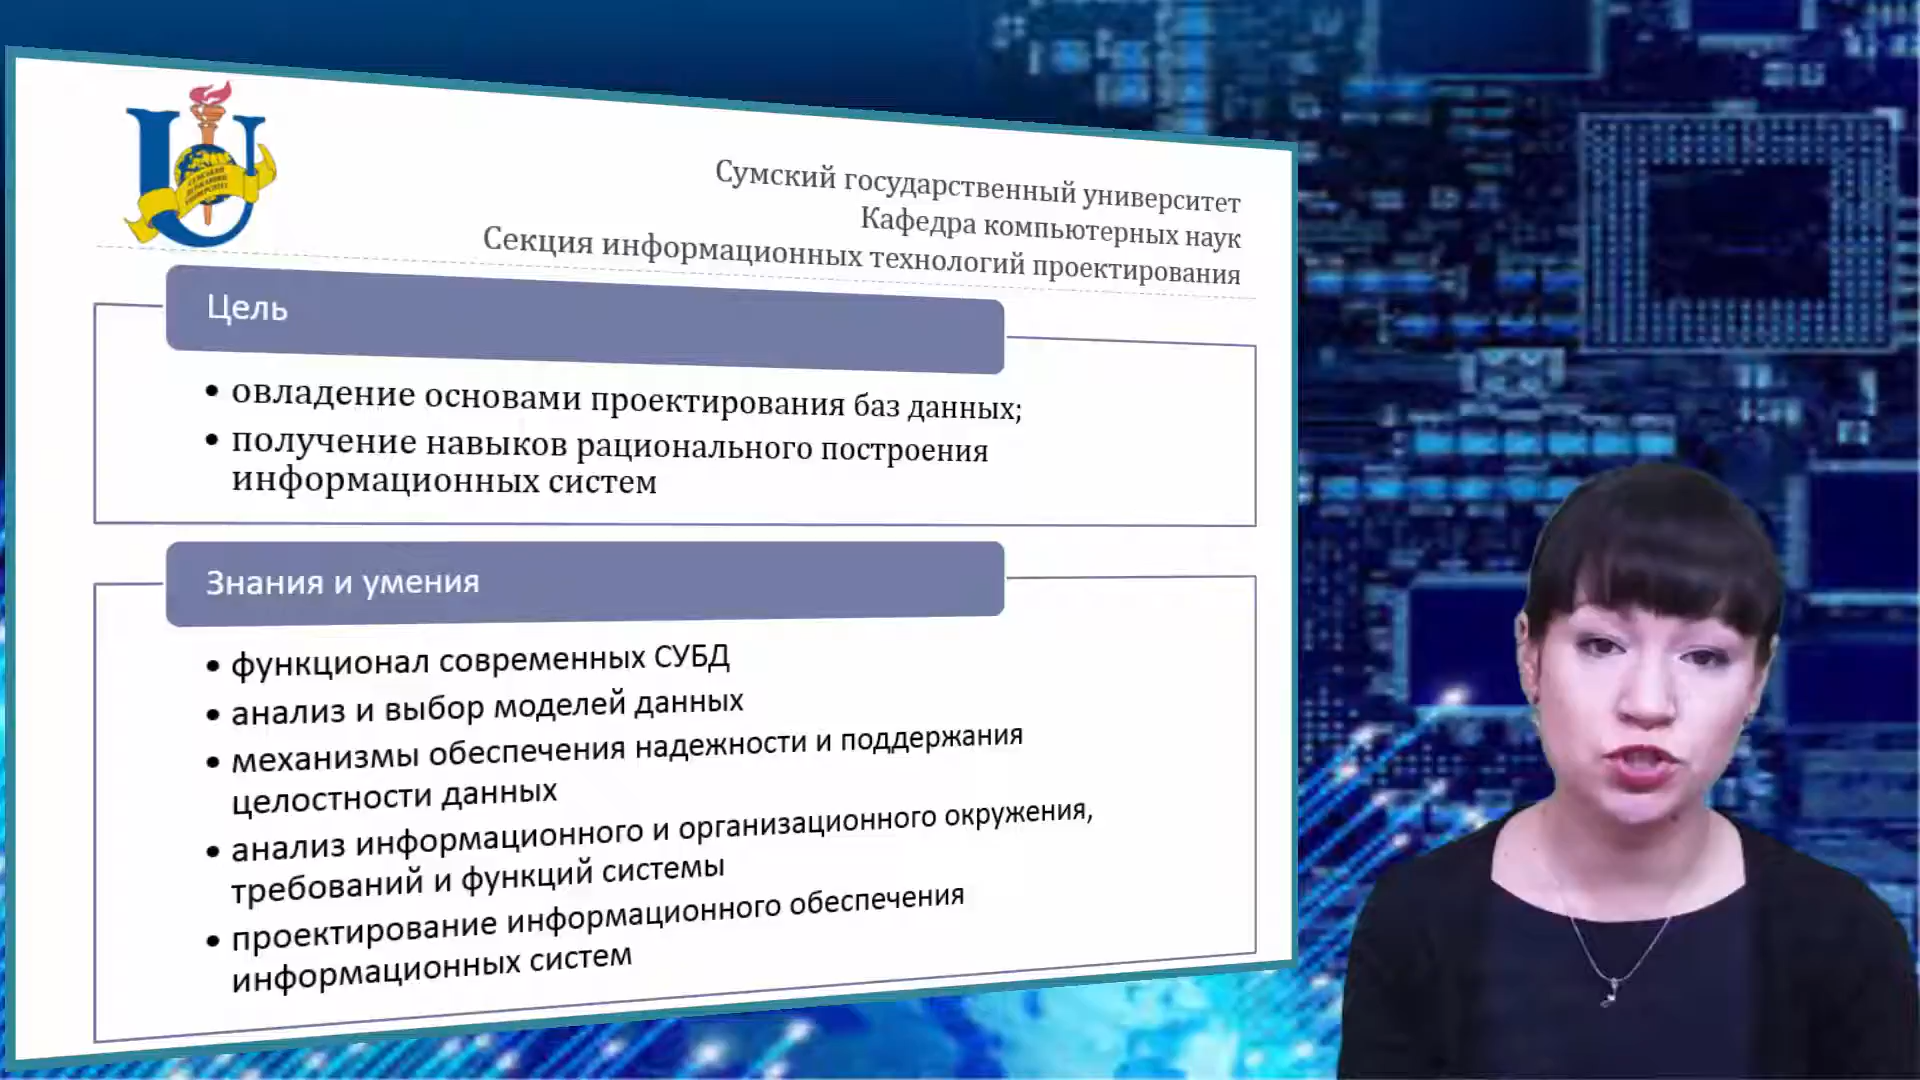 Сумский государственный университет
Кафедра компьютерных наук
Секция информационных технологий проектирования
Цель
• овладение основами проектирования баз данных;
• получение навыков рационального построения
информационных систем
Знания и умения
• функционал современных СУБД
• анализ и выбор моделей данных
• механизмы обеспечения надежности и поддержания
целостности данных
• анализ информационного и организационного окружения,
требований и функций системы
• проектирование информационного обеспечения
информационных систем